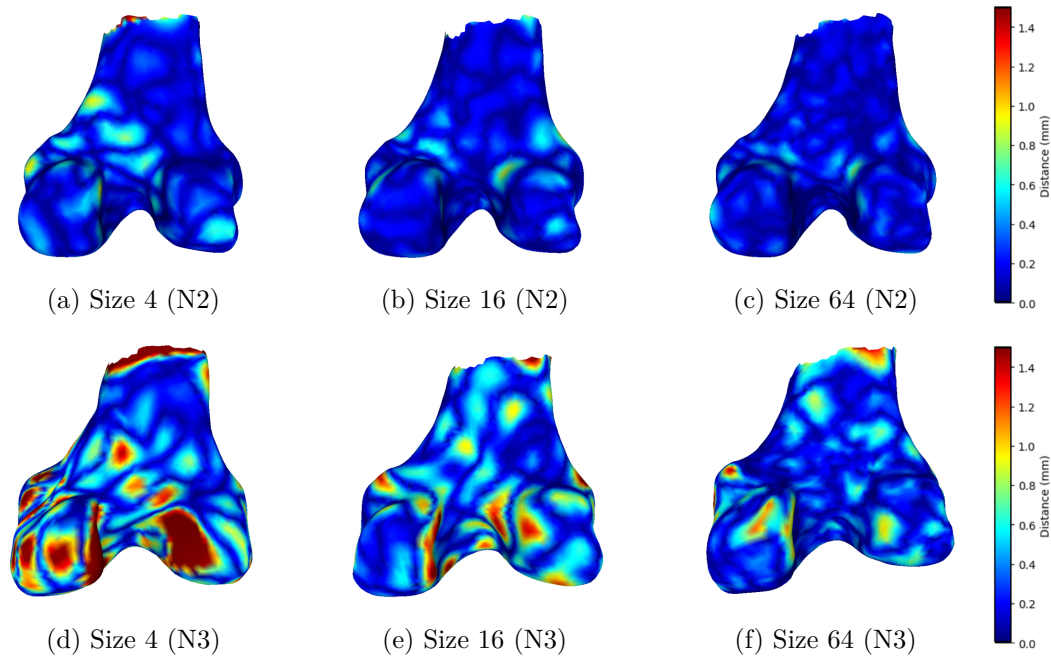 1.4
1.2
1.0
0.8
0.6
0.4
0.2
0.0
Distance (mm)
(a) Size 4 (N2)
(b) Size 16 (N2)
(c) Size 64 (N2)
1.4
1.2
1.0
0.8
0.6
0.4
0.2
0.0
Distance (mm)
(d) Size 4 (N3)
(e) Size 16 (N3)
(f) Size 64 (N3)